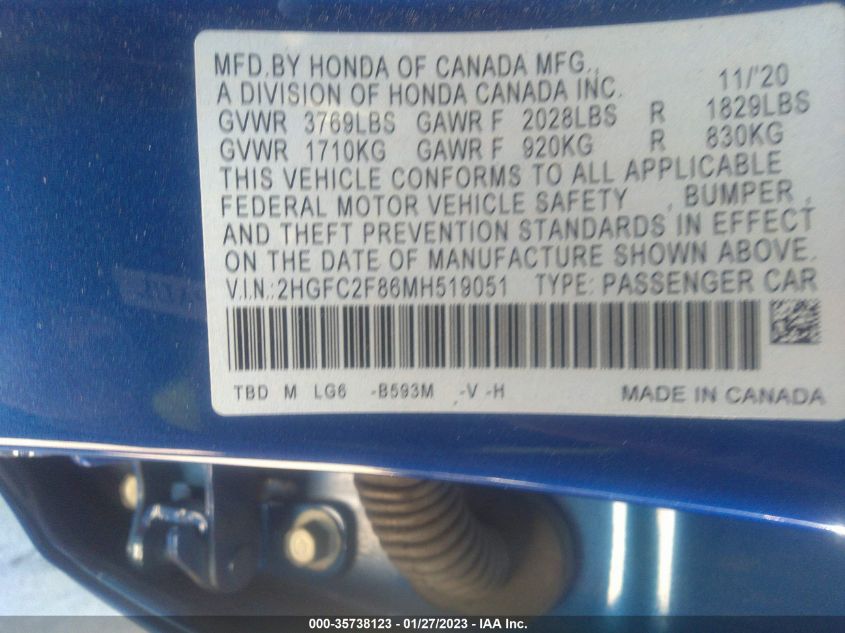 MFD.BY HONDA OF CANADA MFG., 11/'20
A DIVISION OF HONDA CANADA INC.
GVWR 3769LBS GAWR F 2028LBS R 1829LBS
GVWR 1710KG GAWR F 920KG R 830KG
THIS VEHICLE CONFORMS TO ALL APPLICABLE
FEDERAL MOTOR VEHICLE SAFETY , BUMPER ,
AND THEFT PREVENTION STANDARDS IN EFFECT
ON THE DATE OF MANUFACTURE SHOWN ABOVE.
V.I.N.: 2HGFC2F86MH519051 TYPE: PASSENGER CAR
TBD M LG6 -B593M .-V -H MADE IN CANADA
000-35738123 - 01/27/2023 - IAA Inc.